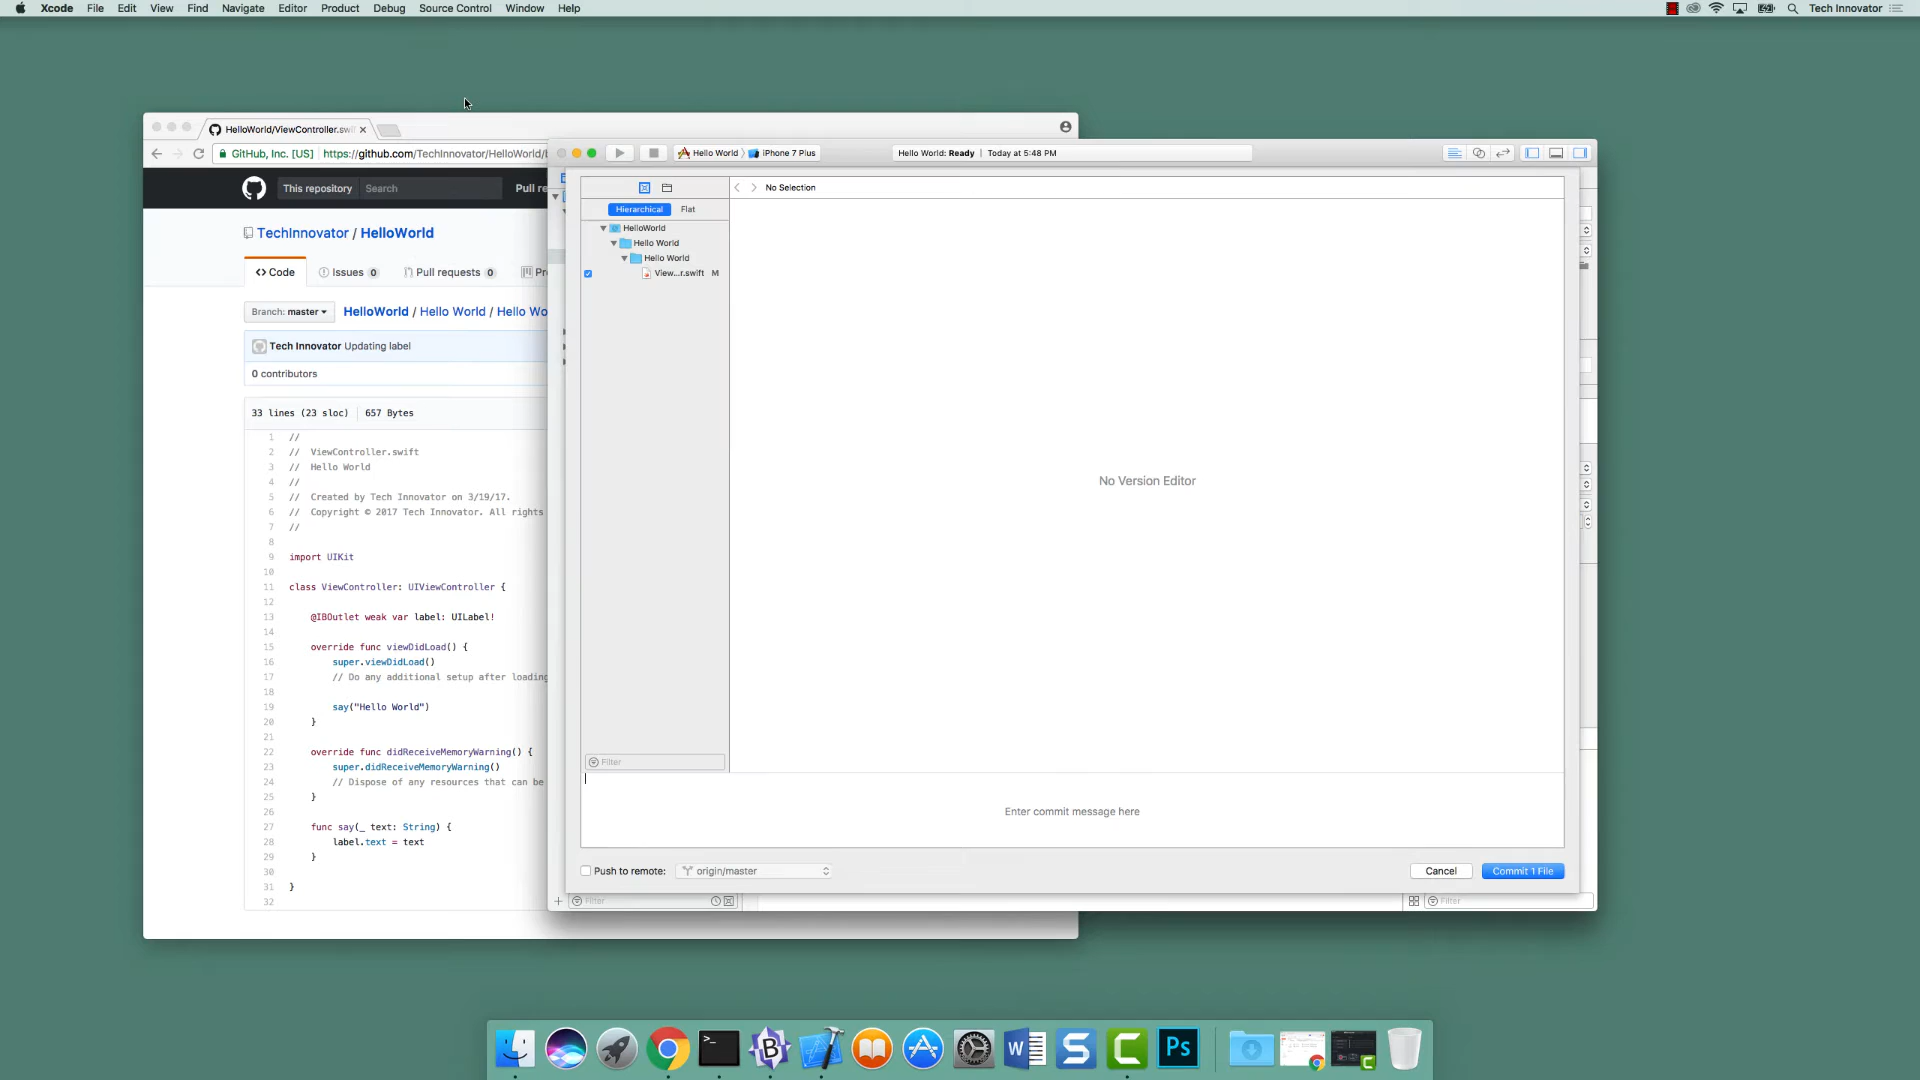 Xcode File Edit View Find Navigate Editor Product Debug Source Control Window Help Tech Innovator
HelloWorld/ViewController.swi
GitHub, Inc. [US] https://github.com/TechInnovator/HelloWorld/
This repository Search Pull re
TechInnovator / HelloWorld
<> Code Issues 0 Pull requests 0 Pr
Branch: master HelloWorld / Hello World / Hello Wo
Tech Innovator Updating label
0 contributors
33 lines (23 sloc) 657 Bytes
1 //
2 // ViewController.swift
3 // Hello World
4 //
5 // Created by Tech Innovator on 3/19/17.
6 // Copyright © 2017 Tech Innovator. All rights
7 //
8
9 import UIKit
10
11 class ViewController: UIViewController {
12
13 @IBOutlet weak var label: UILabel!
14
15 override func viewDidLoad() {
16 super.viewDidLoad()
17 // Do any additional setup after loading
18
19 say("Hello World")
20 }
21
22 override func didReceiveMemoryWarning() {
23 super.didReceiveMemoryWarning()
24 // Dispose of any resources that can be
25 }
26
27 func say(_ text: String) {
28 label.text = text
29 }
30
31 }
32
Hello World iPhone 7 Plus Hello World: Ready Today at 5:48 PM
No Selection
Hierarchical Flat
HelloWorld
Hello World
Hello World
View...r.swift M
No Version Editor
Filter
Enter commit message here
Push to remote: origin/master Cancel Commit 1 File
Filter Filter
>_ B W S C Ps